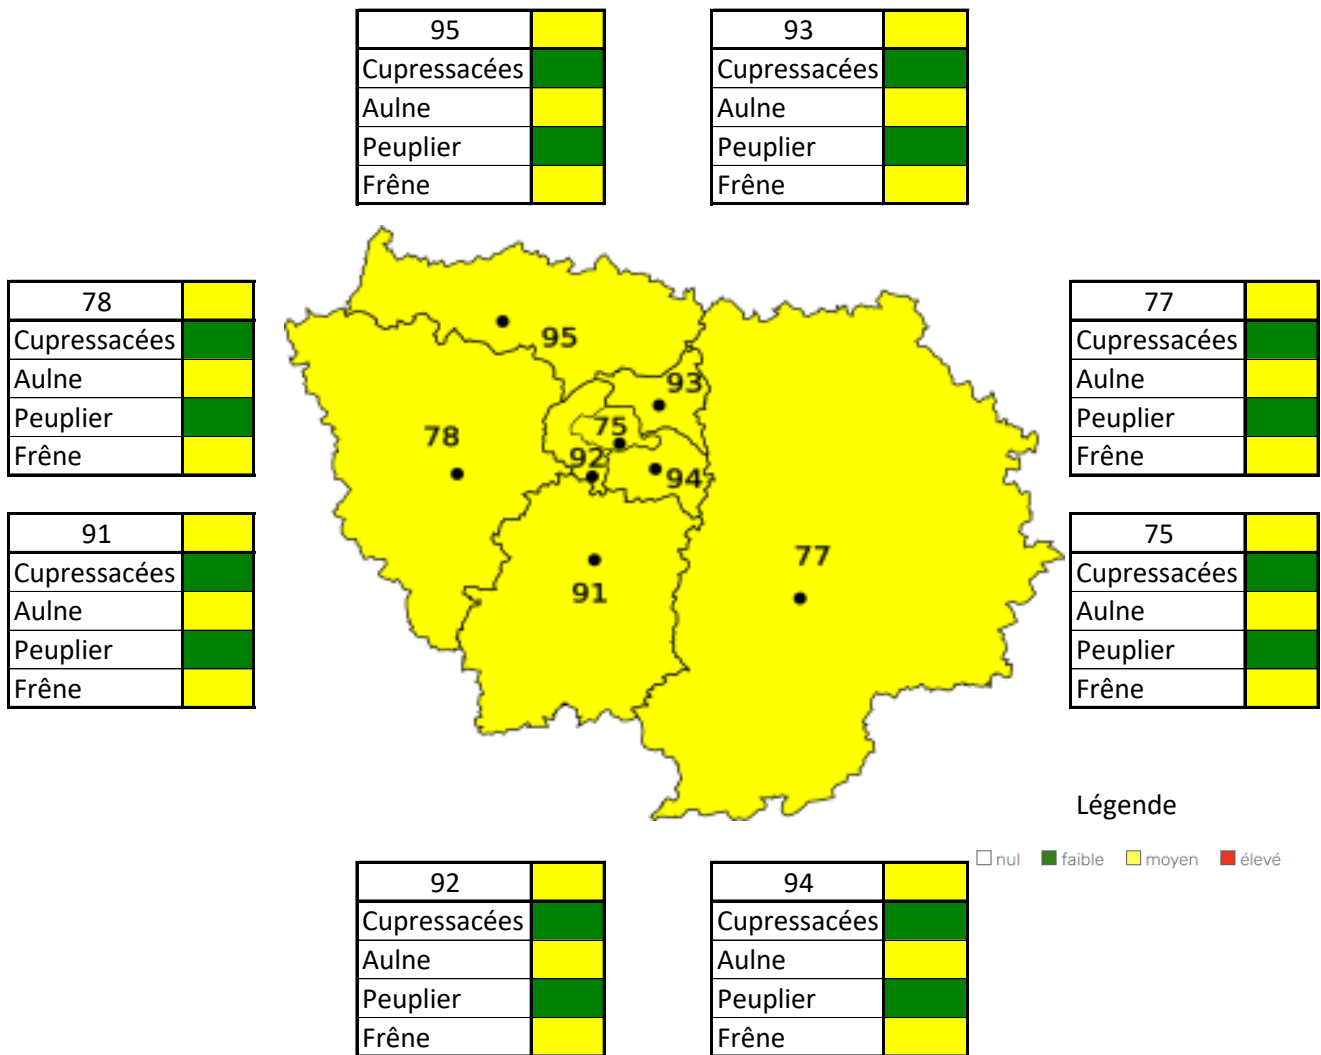 95
Cupressacées
Aulne
Peuplier
Frêne
93
Cupressacées
Aulne
Peuplier
Frêne
78
Cupressacées
Aulne
Peuplier
Frêne
95
93
75
78
92
94
77
91
77
Cupressacées
Aulne
Peuplier
Frêne
91
Cupressacées
Aulne
Peuplier
Frêne
75
Cupressacées
Aulne
Peuplier
Frêne
Légende
nul faible moyen élevé
92
Cupressacées
Aulne
Peuplier
Frêne
94
Cupressacées
Aulne
Peuplier
Frêne